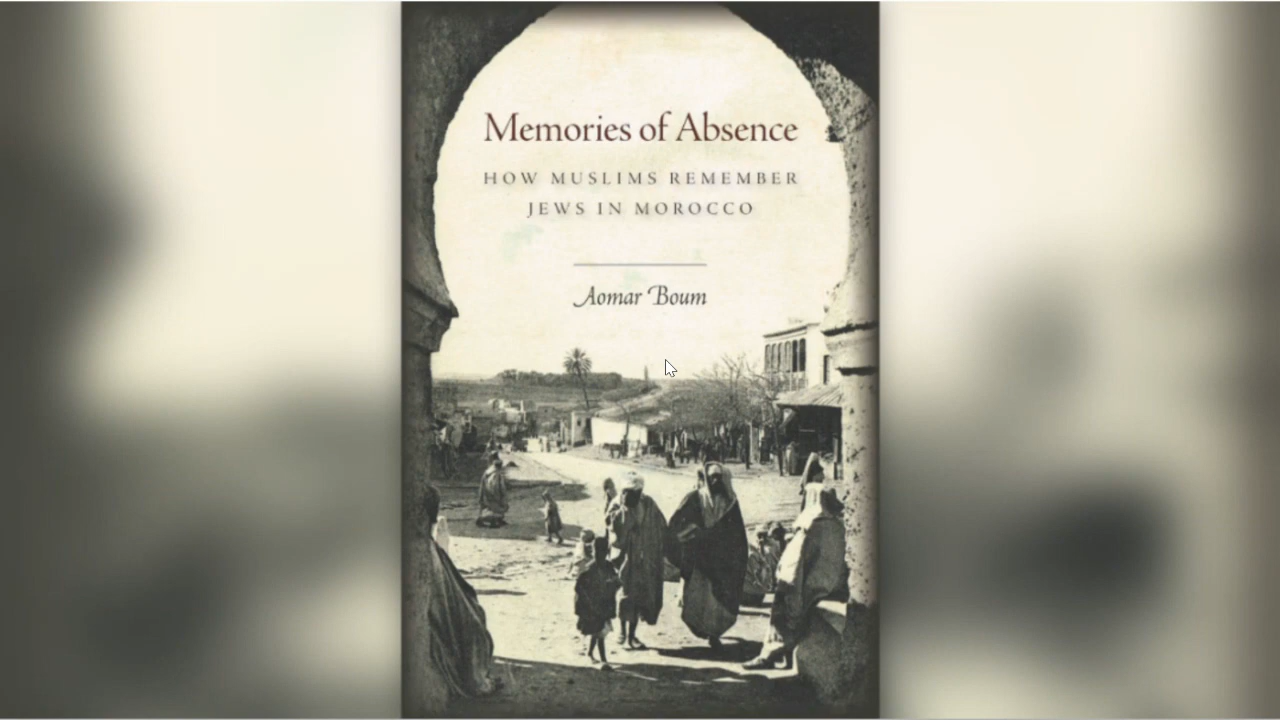 Memories of Absence
HOW MUSLIMS REMEMBER
JEWS IN MOROCCO
Aomar Boum